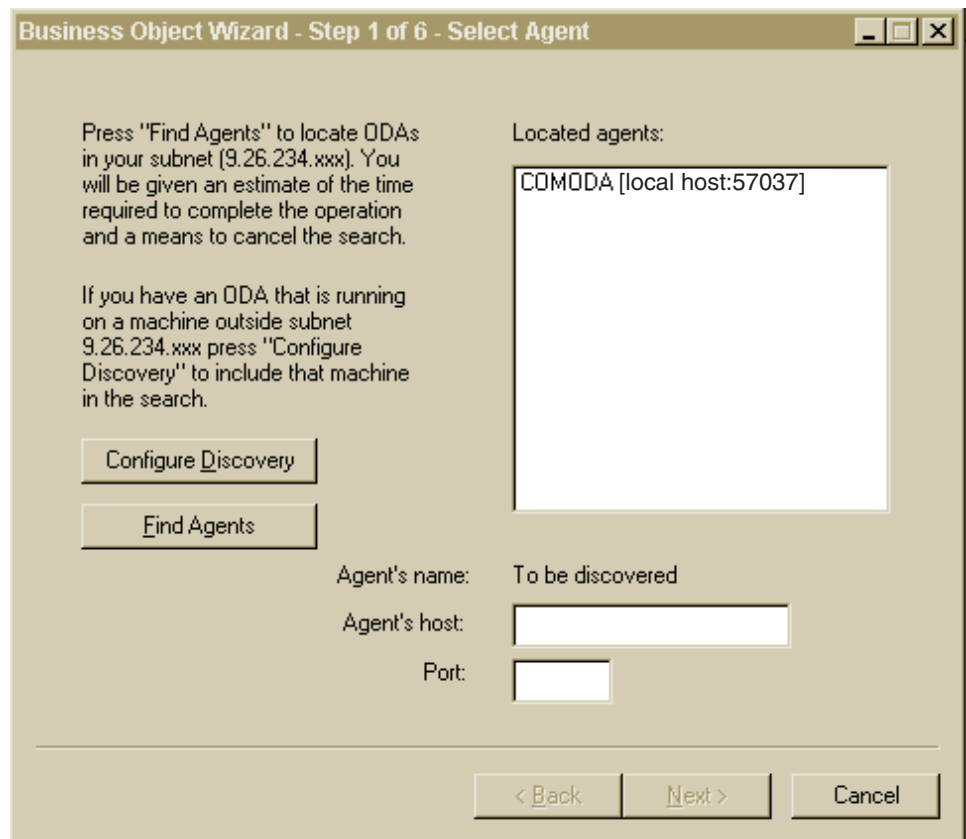 Business Object Wizard - Step 1 of 6 - Select Agent
Press "Find Agents" to locate ODAs
in your subnet (9.26.234.xxx). You
will be given an estimate of the time
required to complete the operation
and a means to cancel the search.
If you have an ODA that is running
on a machine outside subnet
9.26.234.xxx press "Configure
Discovery" to include that machine
in the search.
Configure Discovery
Find Agents
Located agents:
COMODA [local host:57037]
Agent's name: To be discovered
Agent's host:
Port:
< Back
Next >
Cancel